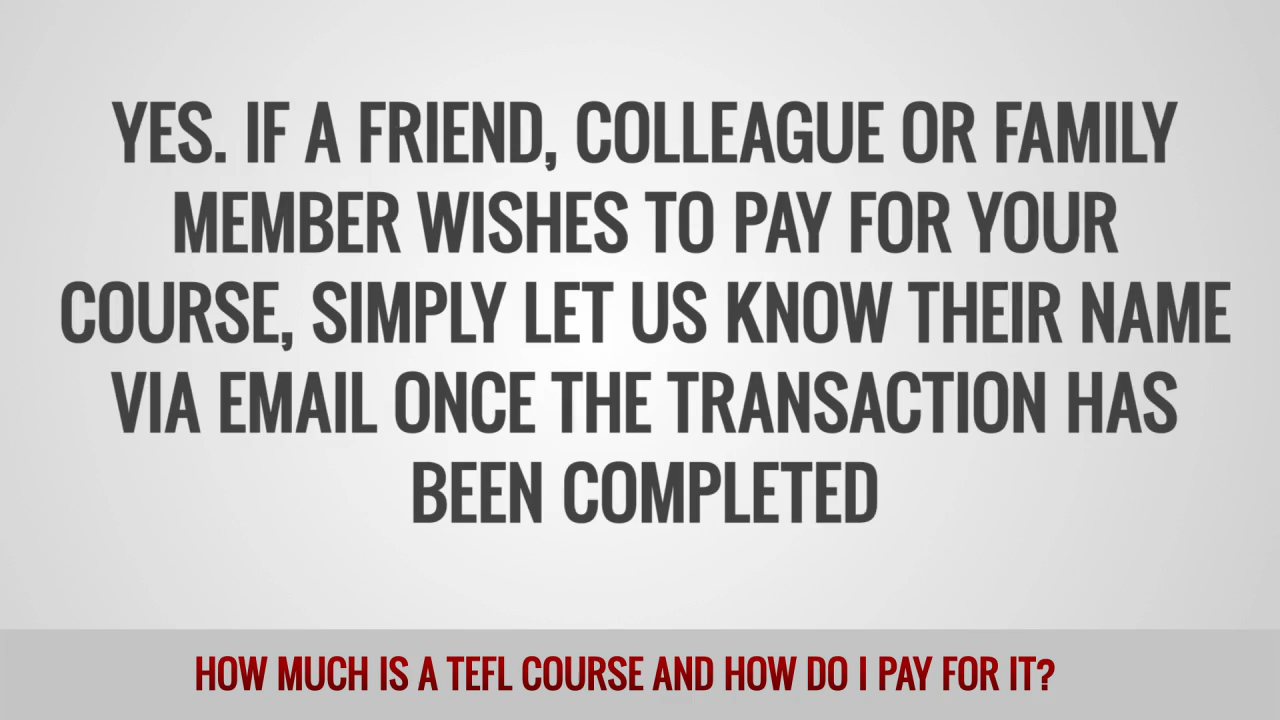 YES. IF A FRIEND, COLLEAGUE OR FAMILY
MEMBER WISHES TO PAY FOR YOUR
COURSE, SIMPLY LET US KNOW THEIR NAME
VIA EMAIL ONCE THE TRANSACTION HAS
BEEN COMPLETED
HOW MUCH IS A TEFL COURSE AND HOW DO I PAY FOR IT?